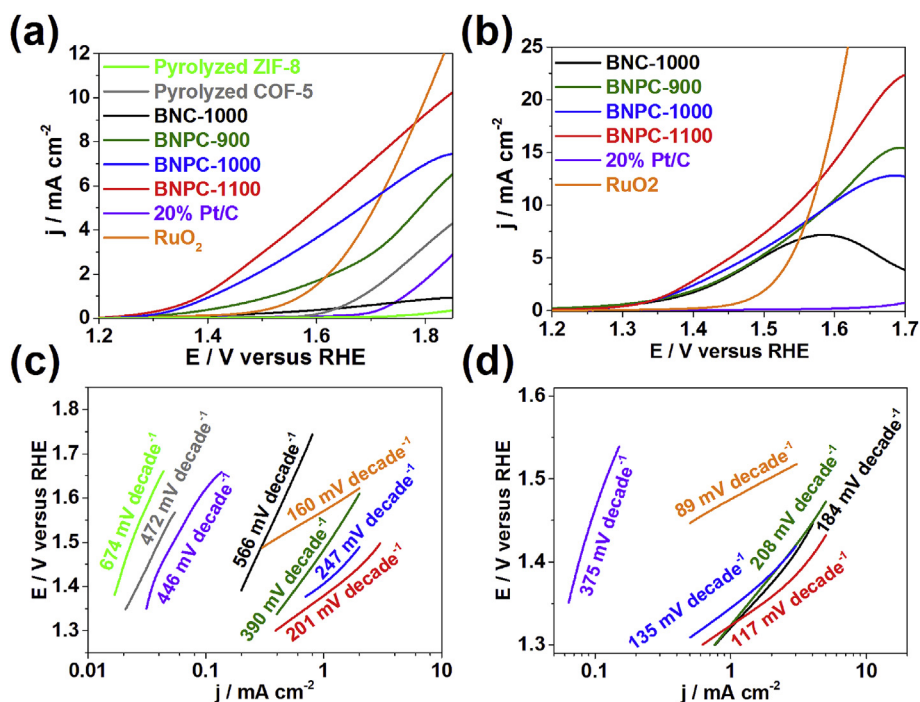 (a)
12
10
8
6
4
2
0
j / mA cm-2
Pyrolyzed ZIF-8
Pyrolyzed COF-5
BNC-1000
BNPC-900
BNPC-1000
BNPC-1100
20% Pt/C
RuO2
1.2
1.4
1.6
1.8
E / V versus RHE
(b)
25
20
15
10
5
0
j / mA cm-2
BNC-1000
BNPC-900
BNPC-1000
BNPC-1100
20% Pt/C
RuO2
1.2
1.3
1.4
1.5
1.6
1.7
E / V versus RHE
(c)
1.8
1.7
1.6
1.5
1.4
1.3
E / V versus RHE
674 mV decade-1
472 mV decade-1
446 mV decade-1
566 mV decade-1
160 mV decade-1
390 mV decade-1
247 mV decade-1
201 mV decade-1
0.01
0.1
1
10
j / mA cm-2
(d)
1.6
1.5
1.4
1.3
E / V versus RHE
375 mV decade-1
89 mV decade-1
135 mV decade-1
208 mV decade-1
184 mV decade-1
117 mV decade-1
0.1
1
10
j / mA cm-2